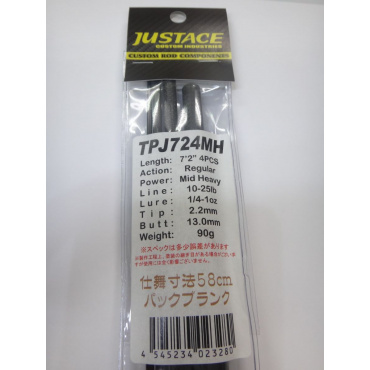 JUSTACE
CUSTOM INDUSTRIES
CUSTOM ROD COMPONENTS
TPJ724MH
Length: 7'2" 4PCS
Action: Regular
Power: Mid Heavy
Line: 10-25lb
Lure: 1/4-1oz
Tip: 2.2mm
Butt: 13.0mm
Weight: 90g
※スペックは多少誤差があります
仕舞寸法58cm
パックブランク
4 545234 023280